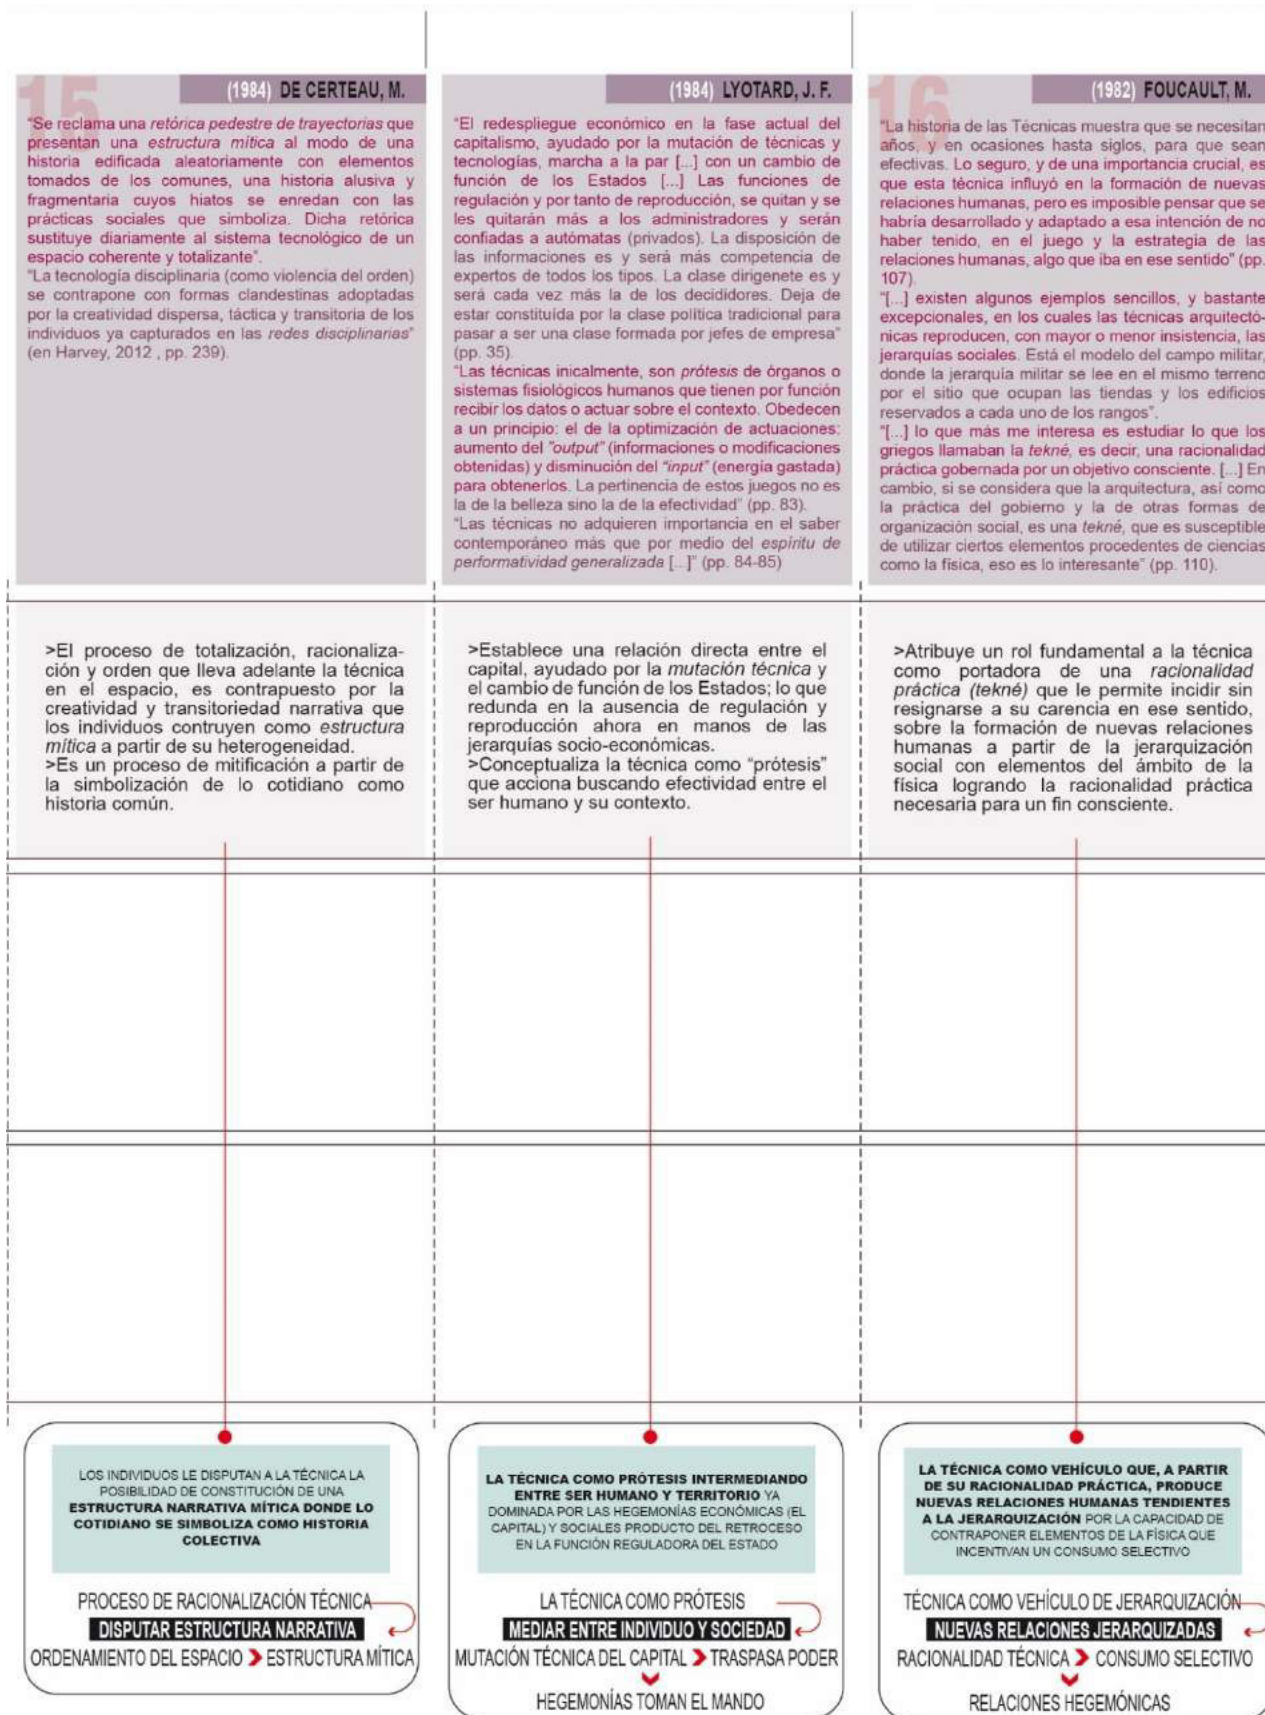 15
(1984) DE CERTEAU, M.
"Se reclama una retórica pedestre de trayectorias que
presentan una estructura mítica al modo de una
historia edificada aleatoriamente con elementos
tomados de los comunes, una historia alusiva y
fragmentaria cuyos hiatos se enredan con las
prácticas sociales que simboliza. Dicha retórica
sustituye diariamente al sistema tecnológico de un
espacio coherente y totalizante".
"La tecnología disciplinaria (como violencia del orden)
se contrapone con formas clandestinas adoptadas
por la creatividad dispersa, táctica y transitoria de los
individuos ya capturados en las redes disciplinarias"
(en Harvey, 2012 , pp. 239).
>El proceso de totalización, racionaliza-
ción y orden que lleva adelante la técnica
en el espacio, es contrapuesto por la
creatividad y transitoriedad narrativa que
los individuos contruyen como estructura
mítica a partir de su heterogeneidad.
>Es un proceso de mitificación a partir de
la simbolización de lo cotidiano como
historia común.
LOS INDIVIDUOS LE DISPUTAN A LA TÉCNICA LA
POSIBILIDAD DE CONSTITUCIÓN DE UNA
ESTRUCTURA NARRATIVA MÍTICA DONDE LO
COTIDIANO SE SIMBOLIZA COMO HISTORIA
COLECTIVA
PROCESO DE RACIONALIZACIÓN TÉCNICA
DISPUTAR ESTRUCTURA NARRATIVA
ORDENAMIENTO DEL ESPACIO > ESTRUCTURA MÍTICA
(1984) LYOTARD, J. F.
"El redespliegue económico en la fase actual del
capitalismo, ayudado por la mutación de técnicas y
tecnologías, marcha a la par [...] con un cambio de
función de los Estados [...] Las funciones de
regulación y por tanto de reproducción, se quitan y se
les quitarán más a los administradores y serán
confiadas a autómatas (privados). La disposición de
las informaciones es y será más competencia de
expertos de todos los tipos. La clase dirigenete es y
será cada vez más la de los decididores. Deja de
estar constituída por la clase política tradicional para
pasar a ser una clase formada por jefes de empresa"
(pp. 35).
"Las técnicas inicalmente, son prótesis de órganos o
sistemas fisiológicos humanos que tienen por función
recibir los datos o actuar sobre el contexto. Obedecen
a un principio: el de la optimización de actuaciones:
aumento del "output" (informaciones o modificaciones
obtenidas) y disminución del "input" (energía gastada)
para obtenerlos. La pertinencia de estos juegos no es
la de la belleza sino la de la efectividad" (pp. 83).
"Las técnicas no adquieren importancia en el saber
contemporáneo más que por medio del espíritu de
performatividad generalizada [...]" (pp. 84-85)
>Establece una relación directa entre el
capital, ayudado por la mutación técnica y
el cambio de función de los Estados; lo que
redunda en la ausencia de regulación y
reproducción ahora en manos de las
jerarquías socio-económicas.
>Conceptualiza la técnica como "prótesis"
que acciona buscando efectividad entre el
ser humano y su contexto.
LA TÉCNICA COMO PRÓTESIS INTERMEDIANDO
ENTRE SER HUMANO Y TERRITORIO YA
DOMINADA POR LAS HEGEMONÍAS ECONÓMICAS (EL
CAPITAL) Y SOCIALES PRODUCTO DEL RETROCESO
EN LA FUNCIÓN REGULADORA DEL ESTADO
LA TÉCNICA COMO PRÓTESIS
MEDIAR ENTRE INDIVIDUO Y SOCIEDAD
MUTACIÓN TÉCNICA DEL CAPITAL > TRASPASA PODER
HEGEMONÍAS TOMAN EL MANDO
16
(1982) FOUCAULT, M.
"La historia de las Técnicas muestra que se necesitan
años, y en ocasiones hasta siglos, para que sean
efectivas. Lo seguro, y de una importancia crucial, es
que esta técnica influyó en la formación de nuevas
relaciones humanas, pero es imposible pensar que se
habría desarrollado y adaptado a esa intención de no
haber tenido, en el juego y la estrategia de las
relaciones humanas, algo que iba en ese sentido" (pp.
107).
"[...] existen algunos ejemplos sencillos, y bastante
excepcionales, en los cuales las técnicas arquitectó-
nicas reproducen, con mayor o menor insistencia, las
jerarquías sociales. Está el modelo del campo militar,
donde la jerarquía militar se lee en el mismo terreno
por el sitio que ocupan las tiendas y los edificios
reservados a cada uno de los rangos".
"[...] lo que más me interesa es estudiar lo que los
griegos llamaban la tekné, es decir, una racionalidad
práctica gobernada por un objetivo consciente. [...] En
cambio, si se considera que la arquitectura, así como
la práctica del gobierno y la de otras formas de
organización social, es una tekné, que es susceptible
de utilizar ciertos elementos procedentes de ciencias
como la física, eso es lo interesante" (pp. 110).
>Atribuye un rol fundamental a la técnica
como portadora de una racionalidad
práctica (tekné) que le permite incidir sin
resignarse a su carencia en ese sentido,
sobre la formación de nuevas relaciones
humanas a partir de la jerarquización
social con elementos del ámbito de la
física logrando la racionalidad práctica
necesaria para un fin consciente.
LA TÉCNICA COMO VEHÍCULO QUE, A PARTIR
DE SU RACIONALIDAD PRÁCTICA, PRODUCE
NUEVAS RELACIONES HUMANAS TENDIENTES
A LA JERARQUIZACIÓN POR LA CAPACIDAD DE
CONTRAPONER ELEMENTOS DE LA FÍSICA QUE
INCENTIVAN UN CONSUMO SELECTIVO
TÉCNICA COMO VEHÍCULO DE JERARQUIZACIÓN
NUEVAS RELACIONES JERARQUIZADAS
RACIONALIDAD TÉCNICA > CONSUMO SELECTIVO
RELACIONES HEGEMÓNICAS